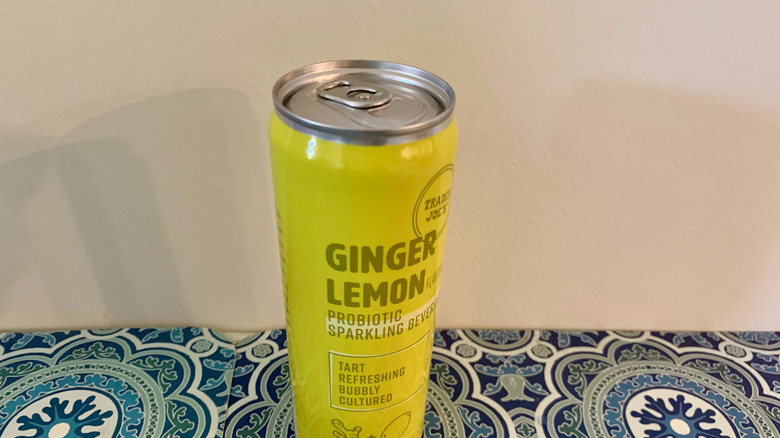 TRADER
JOE'S
GINGER
LEMON
PROBIOTIC
SPARKLING
TART
REFRESHING
BUBBLY
CULTURED